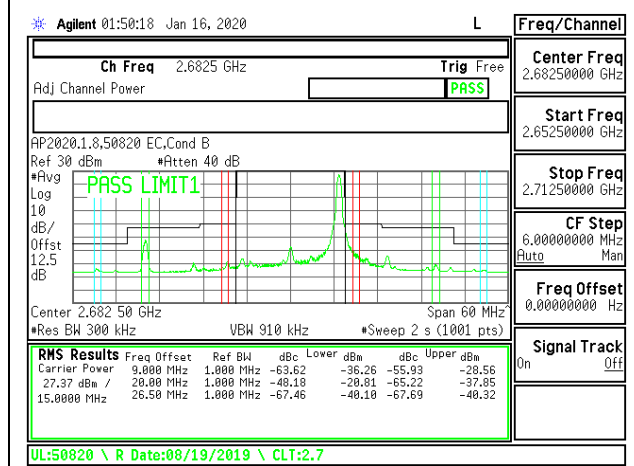 Agilent 01:50:18 Jan 16, 2020 L Freq/Channel
Ch Freq 2.6825 GHz Trig Free
Adj Channel Power PASS
Center Freq
2.68250000 GHz
Start Freq
2.65250000 GHz
Stop Freq
2.71250000 GHz
CF Step
6.00000000 MHz
Auto Man
Freq Offset
0.00000000 Hz
Signal Track
On Off
AP2020.1.8,50820 EC,Cond B
Ref 30 dBm #Atten 40 dB
#Avg
Log
10
dB/
Offst
12.5
dB
PASS LIMIT1
Center 2.682 50 GHz Span 60 MHz^
#Res BW 300 kHz VBW 910 kHz #Sweep 2 s (1001 pts)
RMS Results Freq Offset Ref BW dBc Lower dBm dBc Upper dBm
Carrier Power 9.000 MHz 1.000 MHz -63.62 -36.26 -55.93 -28.56
27.37 dBm / 20.00 MHz 1.000 MHz -48.18 -20.81 -65.22 -37.85
15.0000 MHz 26.50 MHz 1.000 MHz -67.46 -40.10 -67.69 -40.32
UL:50820 \ R Date:08/19/2019 \ CLT:2.7